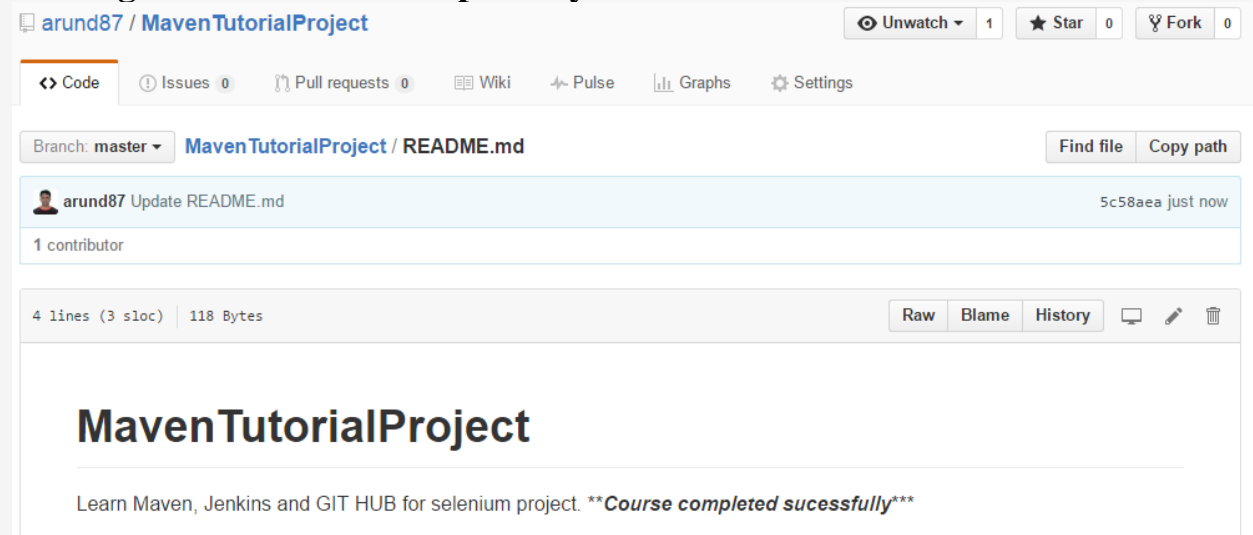 arund87 / MavenTutorialProject
Unwatch 1 Star 0 Fork 0
Code Issues 0 Pull requests 0 Wiki Pulse Graphs Settings
Branch: master MavenTutorialProject / README.md Find file Copy path
arund87 Update README.md 5c58aea just now
1 contributor
4 lines (3 sloc) 118 Bytes Raw Blame History
MavenTutorialProject
Learn Maven, Jenkins and GIT HUB for selenium project. **Course completed sucessfully***